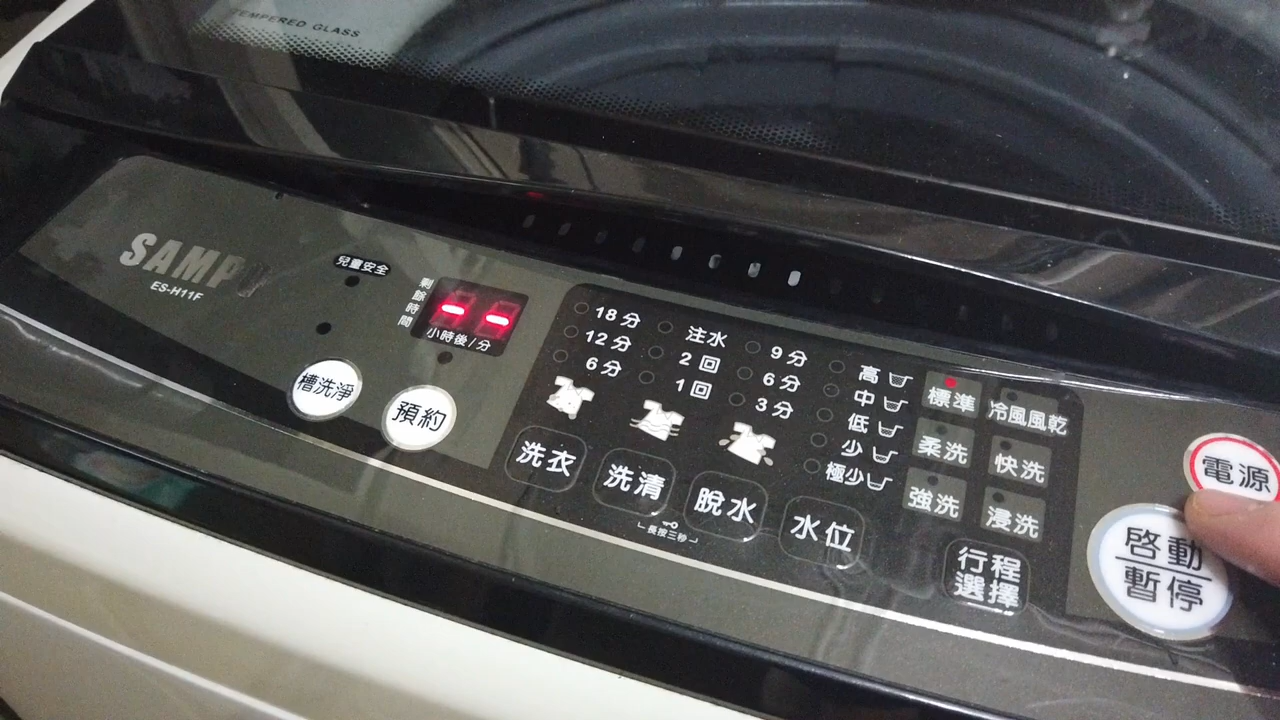 TEMPERED GLASS
SAMP
ES-H11F
兒童安全
剩餘時間
--
小時後/分
槽洗淨
預約
18分
12分
6分
洗衣
注水
2回
1回
洗清
9分
6分
3分
脫水
長按三秒
高
中
低
少
極少
水位
標準
冷風風乾
柔洗
快洗
強洗
浸洗
行程
選擇
電源
啓動
暫停